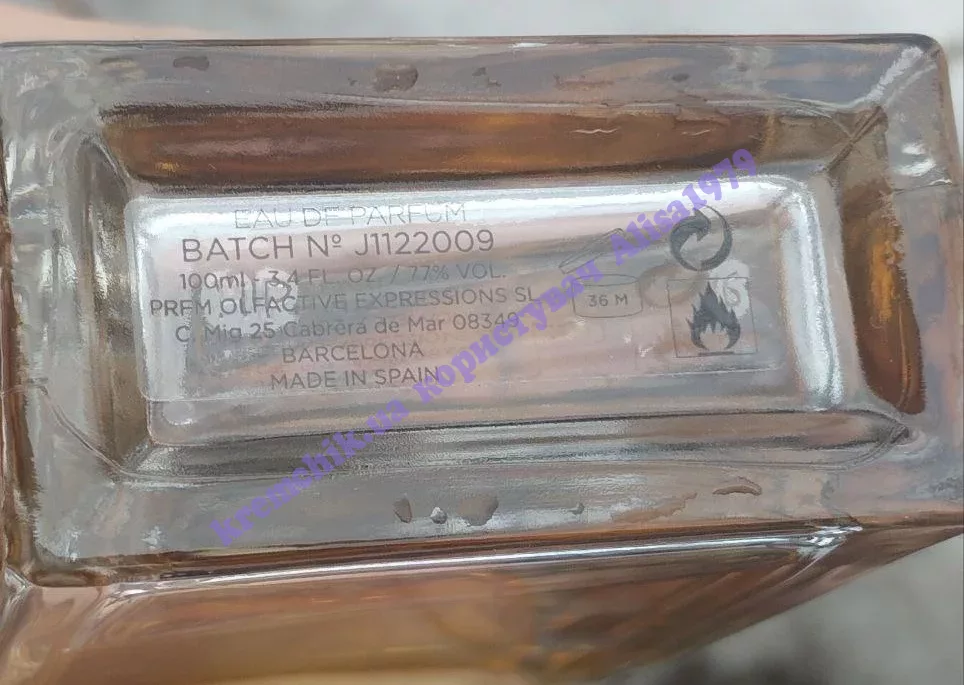 EAU DE PARFUM
BATCH Nº J1122009
100ml - 3.4 FL. OZ. / 77% VOL.
PRFM OLFACTIVE EXPRESSIONS SL
C. Mig 25 Cabrera de Mar 08349
BARCELONA
MADE IN SPAIN
36 M
kremchik.ua користувач Alisa1979